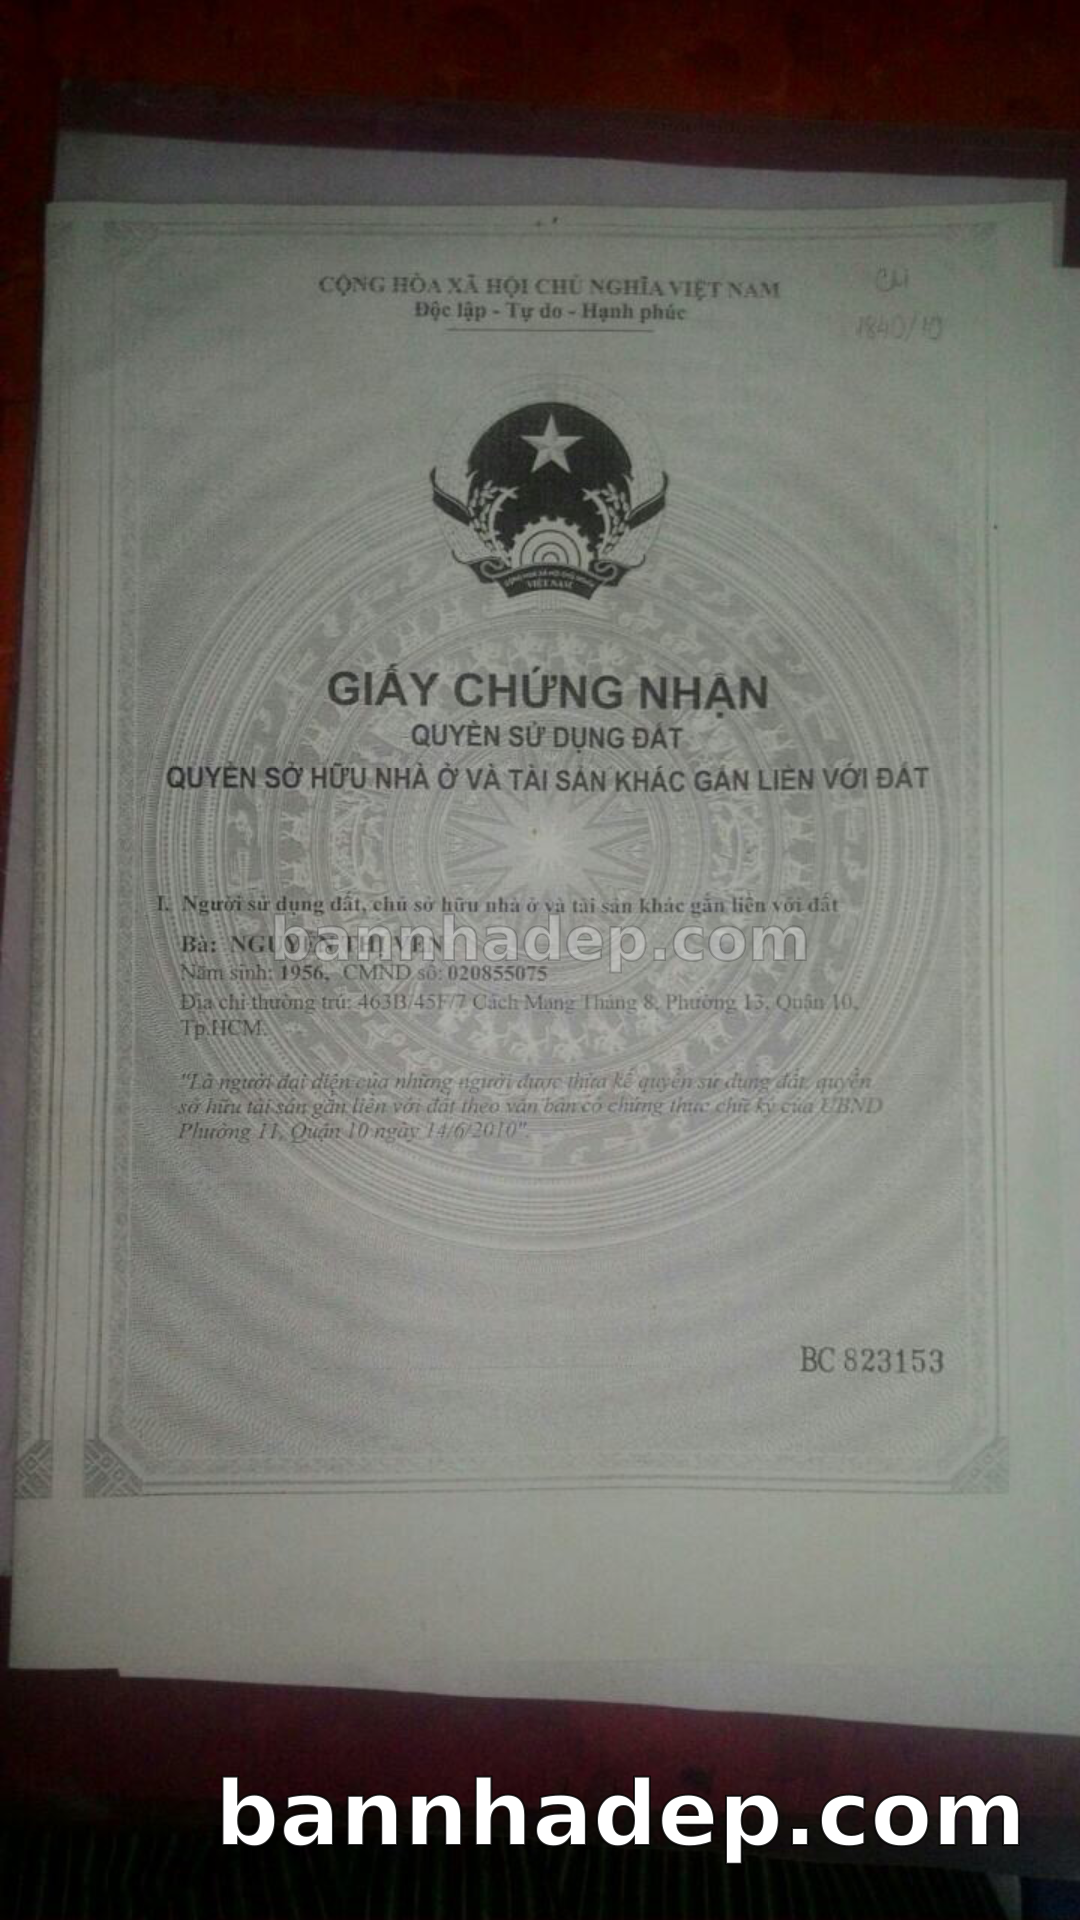 CỘNG HÒA XÃ HỘI CHỦ NGHĨA VIỆT NAM
Độc lập - Tự do - Hạnh phúc
1840/19
VIỆT NAM
GIẤY CHỨNG NHẬN
QUYỀN SỬ DỤNG ĐẤT
QUYỀN SỞ HỮU NHÀ Ở VÀ TÀI SẢN KHÁC GẮN LIỀN VỚI ĐẤT
I. Người sử dụng đất, chủ sở hữu nhà ở và tài sản khác gắn liền với đất
bannhadep.com
Bà: NGUYỄN THỊ VEN
Năm sinh: 1956, CMND số: 020855075
Địa chỉ thường trú: 463B/45F/7 Cách Mạng Tháng 8, Phường 13, Quận 10,
Tp.HCM.
"Là người đại diện của những người được thừa kế quyền sử dụng đất, quyền
sở hữu tài sản gắn liền với đất theo văn bản có chứng thực chữ ký của UBND
Phường 11, Quận 10 ngày 14/6/2010".
BC 823153
bannhadep.com